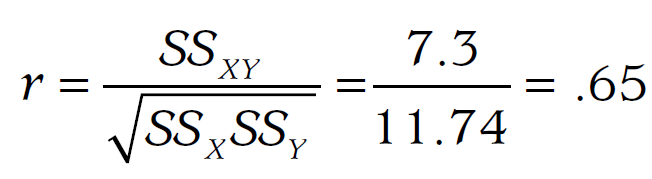 r = SS_XY / √(SS_X SS_Y) = 7.3 / 11.74 = .65